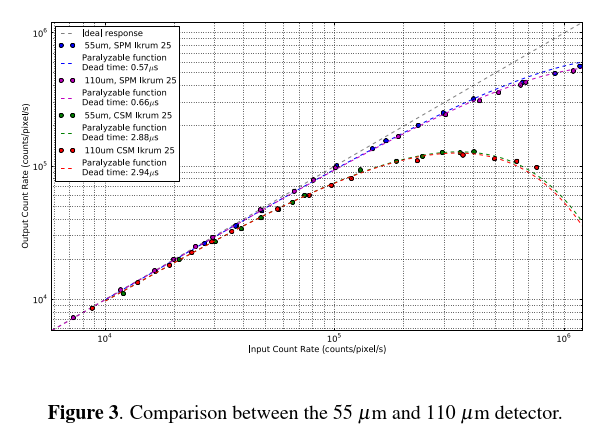 10⁶
Ideal response
55um, SPM Ikrum 25
Paralyzable function
Dead time: 0.57μs
110um, SPM Ikrum 25
Paralyzable function
Dead time: 0.66μs
55um, CSM Ikrum 25
Paralyzable function
Dead time: 2.88μs
110um CSM Ikrum 25
Paralyzable function
Dead time: 2.94μs
Output Count Rate (counts/pixel/s)
10⁵
10⁴
10⁴ 10⁵ 10⁶
Input Count Rate (counts/pixel/s)
Figure 3. Comparison between the 55 μm and 110 μm detector.